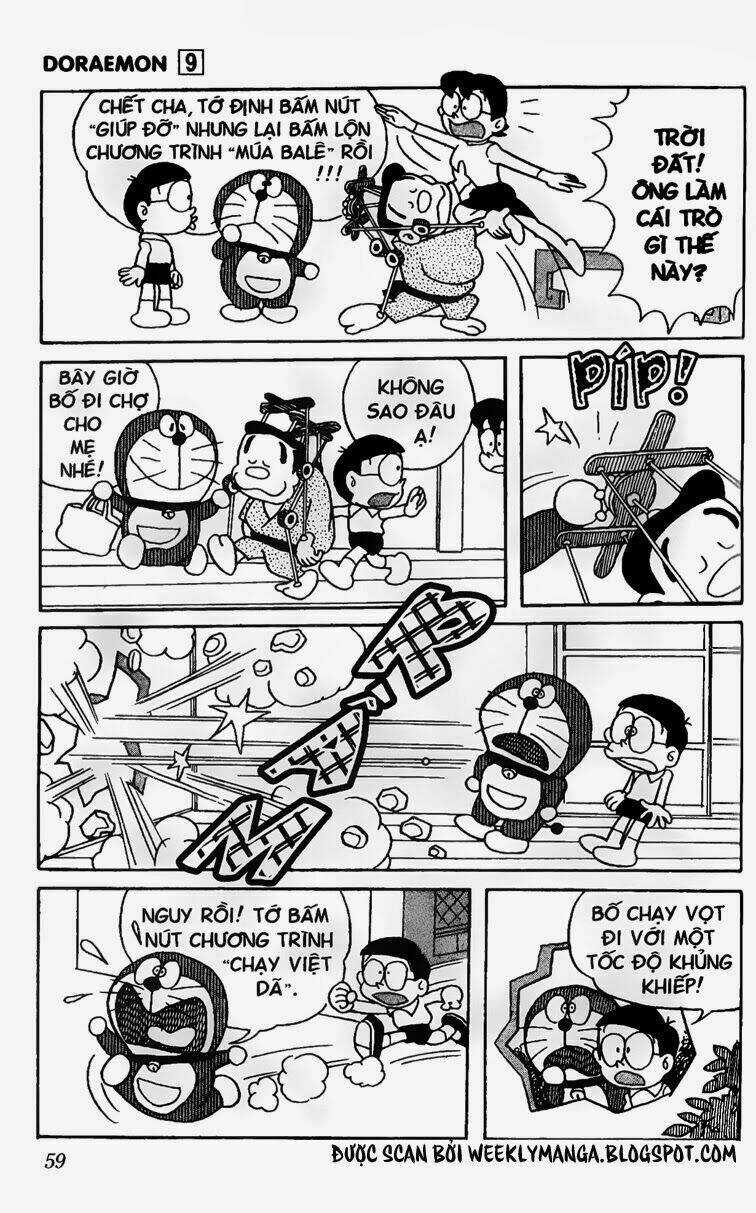 DORAEMON 9
CHẾT CHA, TỚ ĐỊNH BẤM NÚT
"GIÚP ĐỠ" NHƯNG LẠI BẤM LỘN
CHƯƠNG TRÌNH "MÚA BALÊ" RỒI
!!!
TRỜI
ĐẤT!
ÔNG LÀM
CÁI TRÒ
GÌ THẾ
NÀY?
BÂY GIỜ
BỐ ĐI CHỢ
CHO
MẸ
NHÉ!
KHÔNG
SAO ĐÂU
Ạ!
PÍP!
NGUY RỒI! TỚ BẤM
NÚT CHƯƠNG TRÌNH
"CHẠY VIỆT
DÃ".
BỐ CHẠY VỌT
ĐI VỚI MỘT
TỐC ĐỘ KHỦNG
KHIẾP!
59
ĐƯỢC SCAN BỞI WEEKLYMANGA.BLOGSPOT.COM